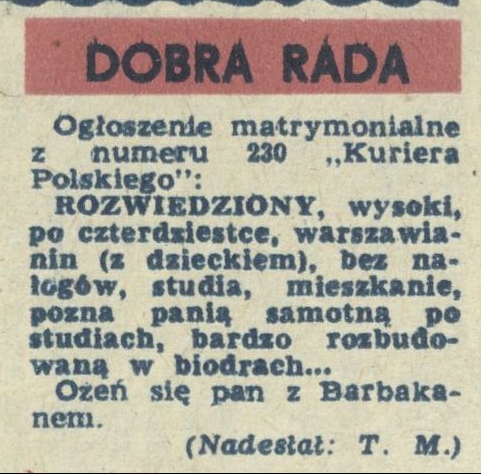 DOBRA RADA
Ogłoszenie matrymonialne
z numeru 230 „Kuriera
Polskiego”:
ROZWIEDZIONY, wysoki,
po czterdziestce, warszawia-
nin (z dzieckiem), bez na-
łogów, studia, mieszkanie,
pozna panią samotną po
studiach, bardzo rozbudo-
waną w biodrach...
Ożeń się pan z Barbaka-
nem.
(Nadesłał: T. M.)